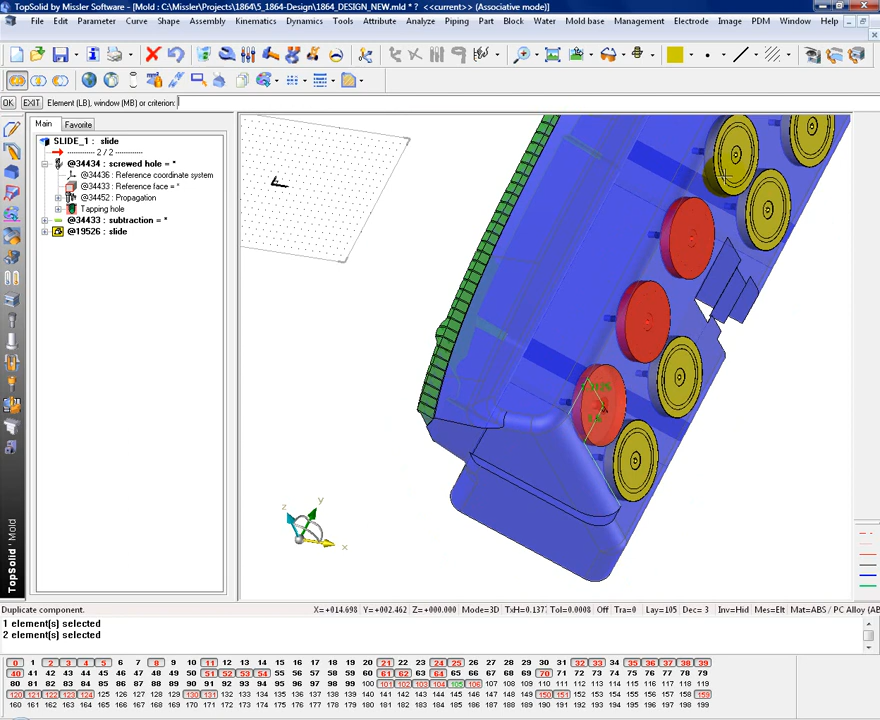 TopSolid by Missler Software - [Mold : C:\Missler\Projects\1864\5_1864-Design\1864_DESIGN_NEW.mld * ? <current> (Associative mode)]
File Edit View Parameter Curve Shape Assembly Kinematics Dynamics Tools Attribute Analyze Piping Part Block Water Mold base Management Electrode Image PDM Window Help
OK EXIT Element (LB), window (MB) or criterion:
Main Favorite
SLIDE_1 : slide
2 / 2
@34434 : screwed hole = *
@34436 : Reference coordinate system
@34433 : Reference face = *
@34452 : Propagation
Tapping hole
@34433 : subtraction = *
@19526 : slide
z y x
TopSolid 'Mold
Duplicate component. X=+014.698 Y=+002.462 Z=+000.000 Mode=3D TxH=0.137 Tol=0.0008 Off Tra=0 Lay=105 Dec= 3 Inv=Hid Mes=Elt Mat=ABS / PC Alloy (AB
1 element(s) selected
2 element(s) selected
0 1 2 3 4 5 6 7 8 9 10 11 12 13 14 15 16 17 18 19 20 21 22 23 24 25 26 27 28 29 30 31 32 33 34 35 36 37 38 39
40 41 42 43 44 45 46 47 48 49 50 51 52 53 54 55 56 57 58 59 60 61 62 63 64 65 66 67 68 69 70 71 72 73 74 75 76 77 78 79
80 81 82 83 84 85 86 87 88 89 90 91 92 93 94 95 96 97 98 99 100 101 102 103 104 105 106 107 108 109 110 111 112 113 114 115 116 117 118 119
120 121 122 123 124 125 126 127 128 129 130 131 132 133 134 135 136 137 138 139 140 141 142 143 144 145 146 147 148 149 150 151 152 153 154 155 156 157 158 159
160 161 162 163 164 165 166 167 168 169 170 171 172 173 174 175 176 177 178 179 180 181 182 183 184 185 186 187 188 189 190 191 192 193 194 195 196 197 198 199